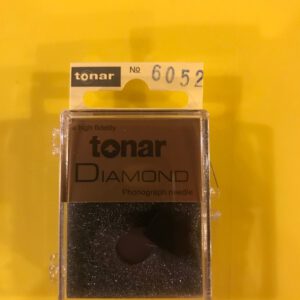 tonar No 6052
high fidelity
tonar
DIAMOND
Phonograph needle